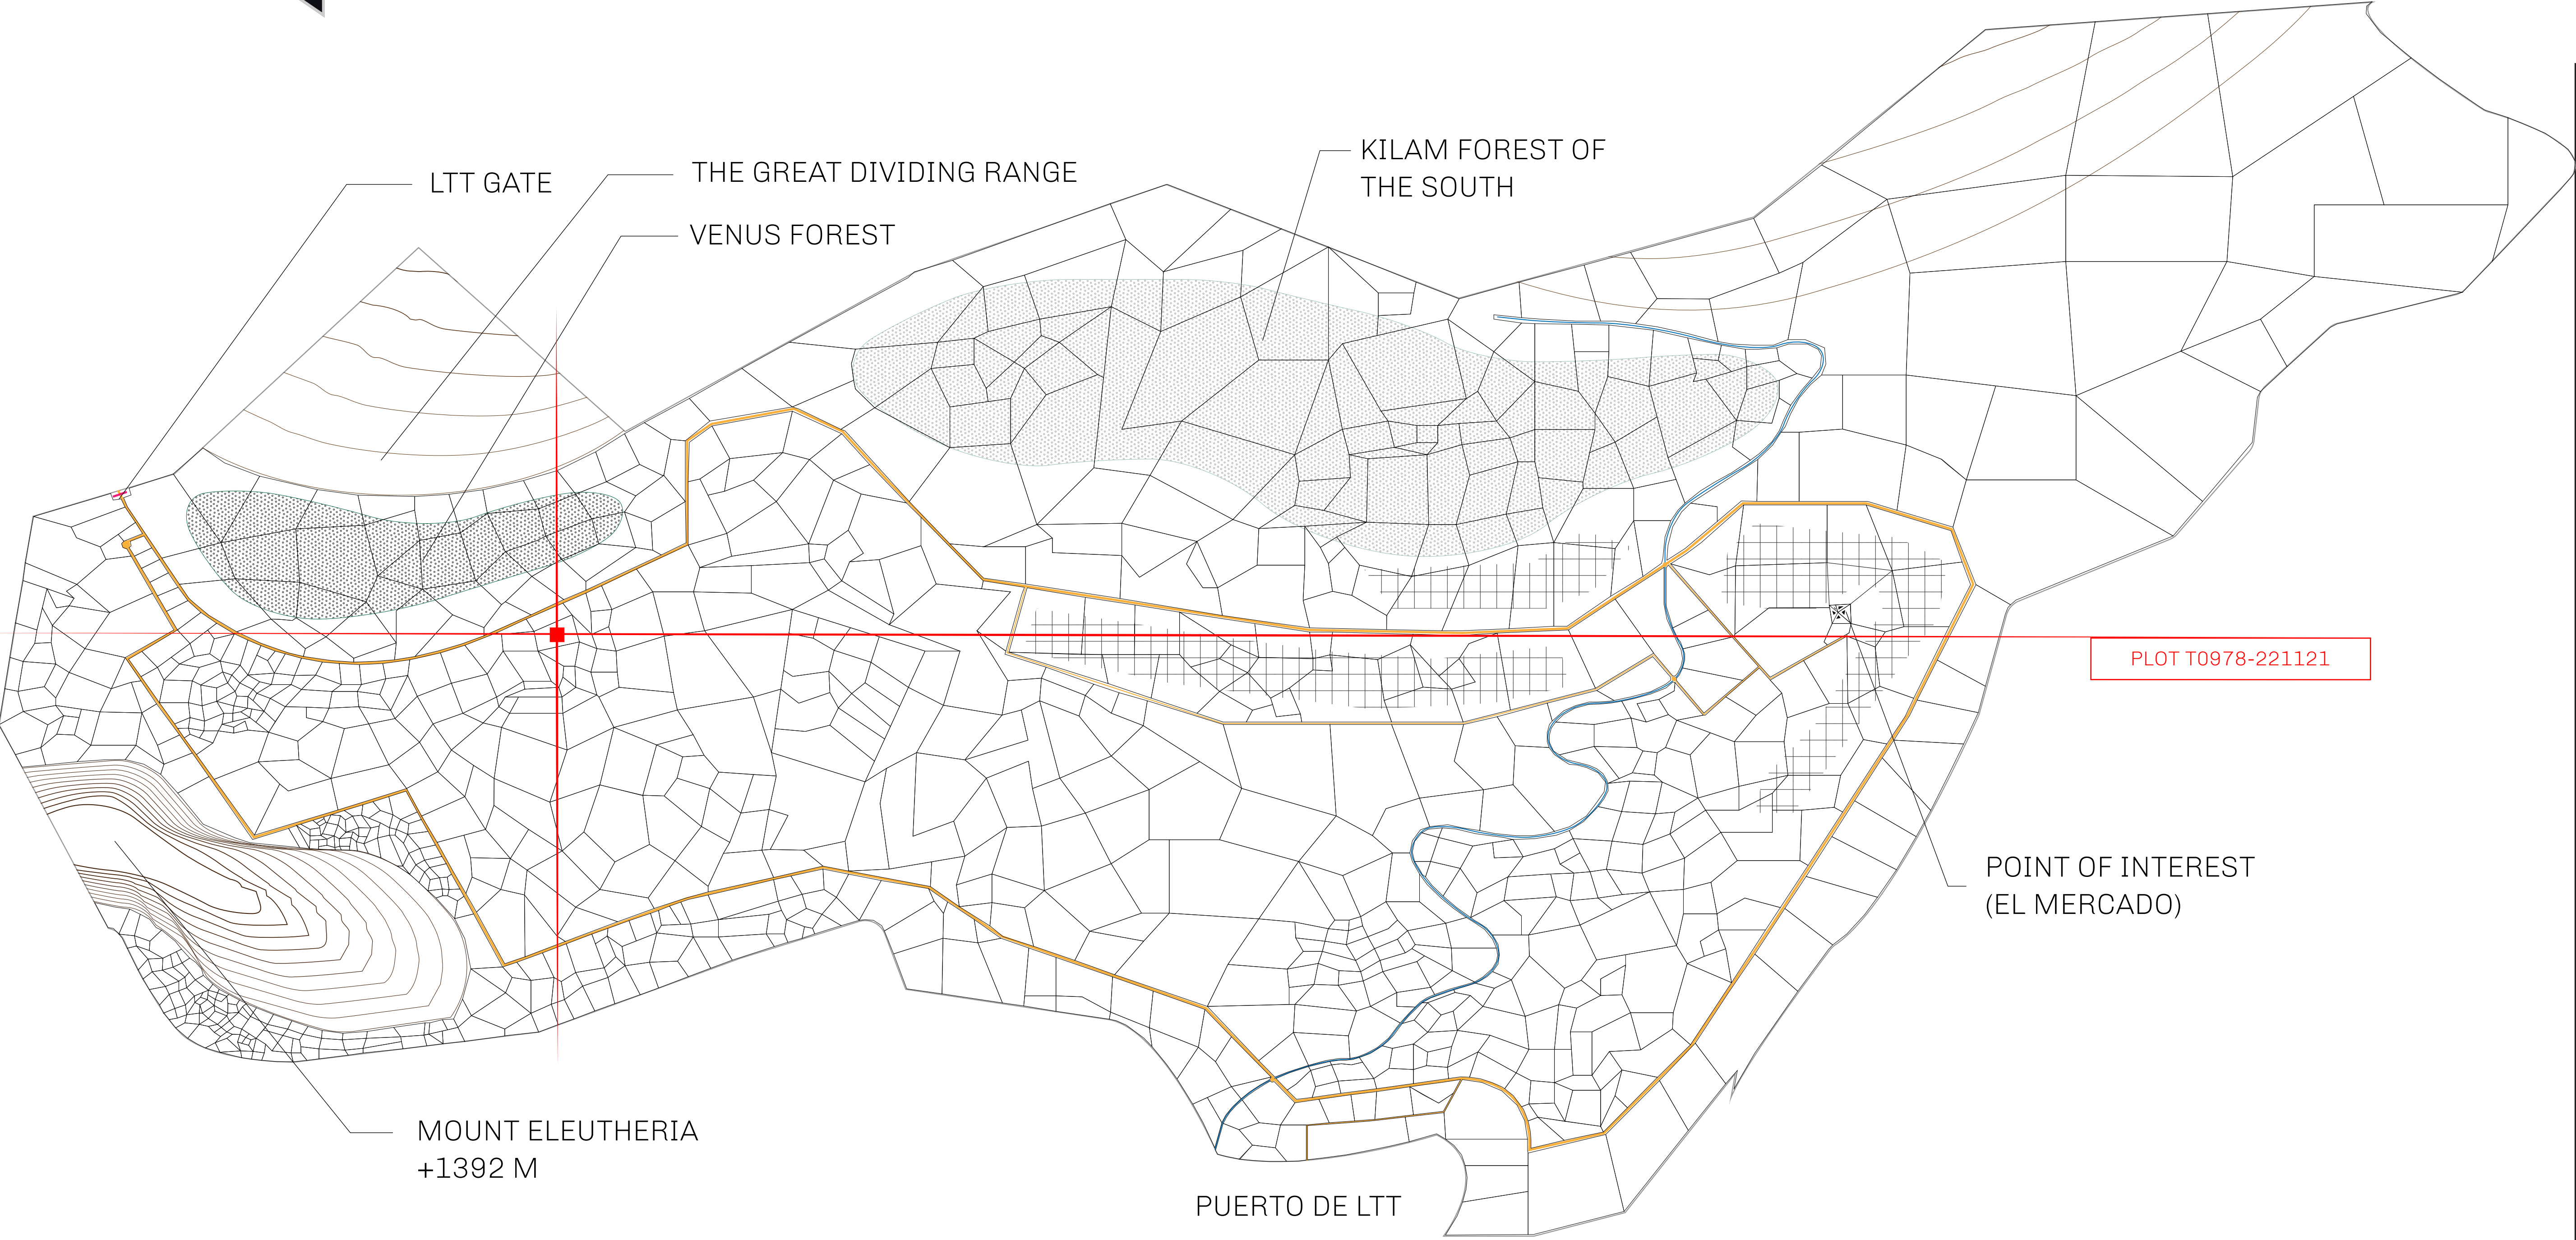 KILAM FOREST OF
THE SOUTH
LTT GATE
THE GREAT DIVIDING RANGE
VENUS FOREST
PLOT T0978-221121
POINT OF INTEREST
(EL MERCADO)
MOUNT ELEUTHERIA
+1392 M
PUERTO DE LTT